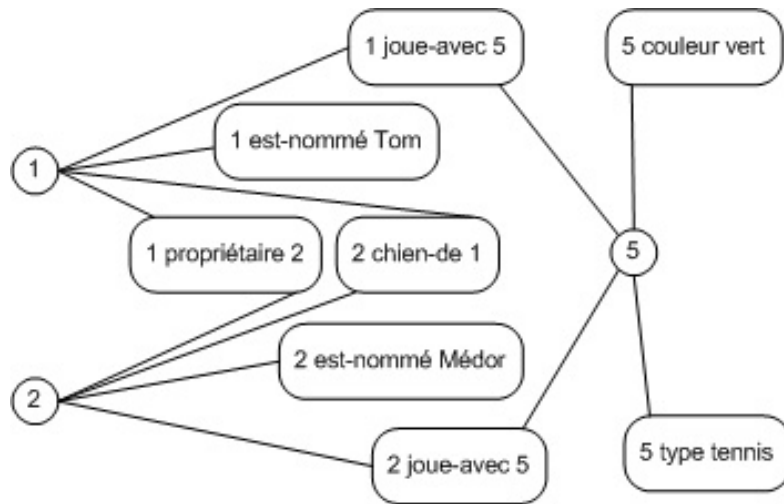 1 joue-avec 5
5 couleur vert
1 est-nommé Tom
1
1 propriétaire 2
2 chien-de 1
5
2 est-nommé Médor
2
2 joue-avec 5
5 type tennis